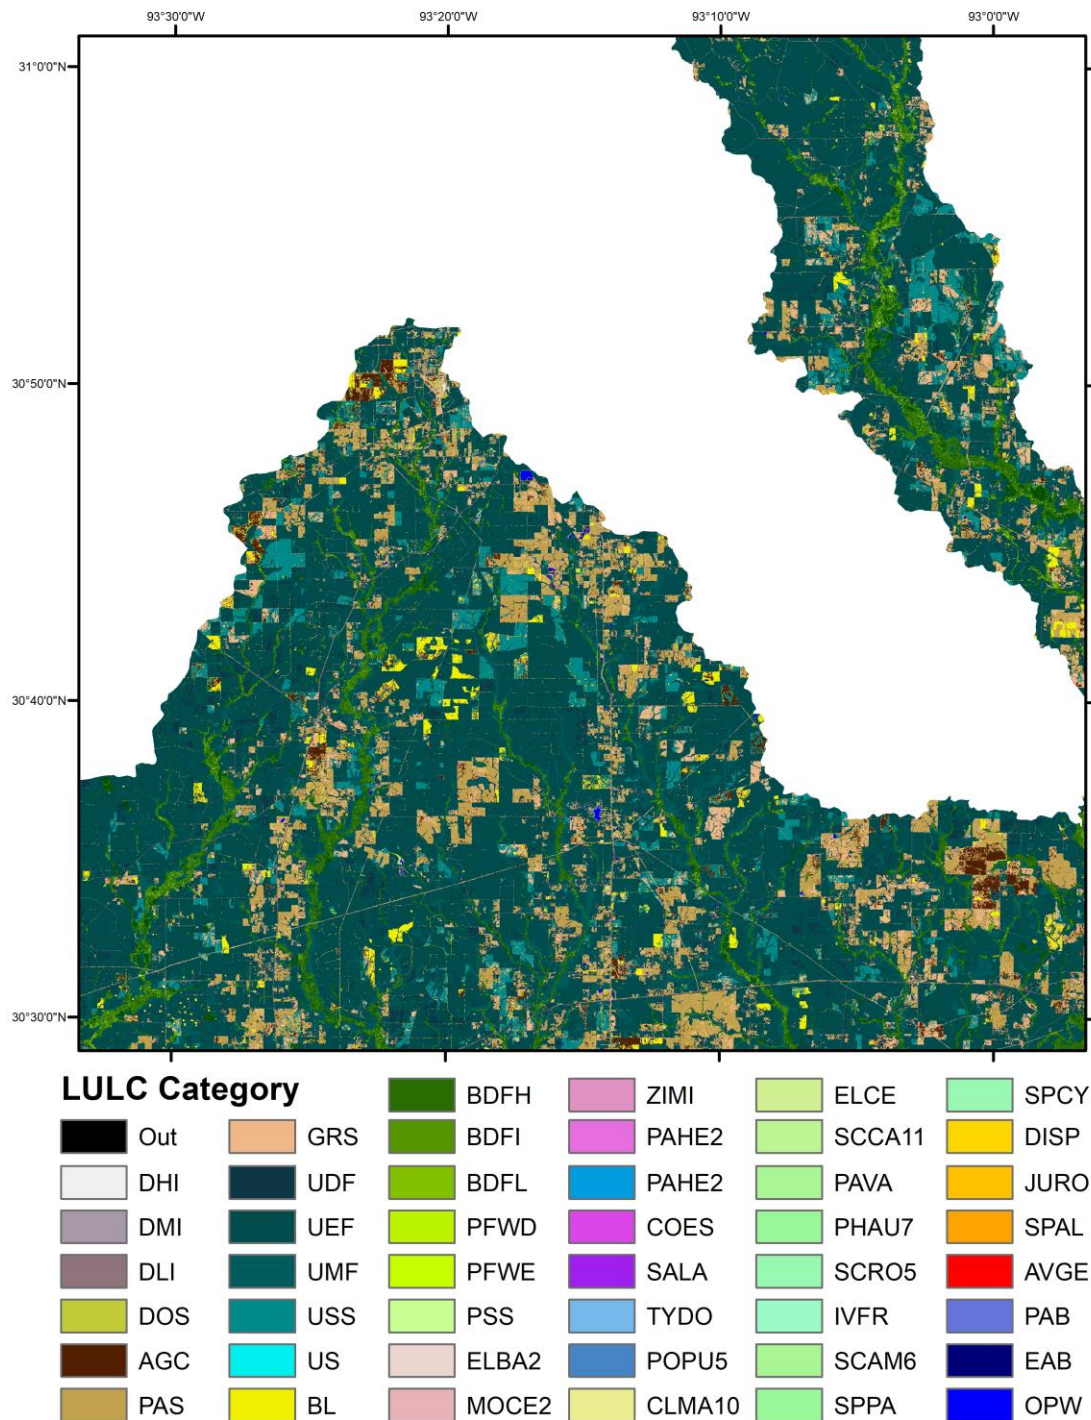 93°30'0"W 93°20'0"W 93°10'0"W 93°0'0"W
31°0'0"N
30°50'0"N
30°40'0"N
30°30'0"N
LULC Category
BDFH ZIMI ELCE SPCY
Out GRS BDFI PAHE2 SCCA11 DISP
DHI UDF BDFL PAHE2 PAVA JURO
DMI UEF PFWD COES PHAU7 SPAL
DLI UMF PFWE SALA SCRO5 AVGE
DOS USS PSS TYDO IVFR PAB
AGC US ELBA2 POPU5 SCAM6 EAB
PAS BL MOCE2 CLMA10 SPPA OPW